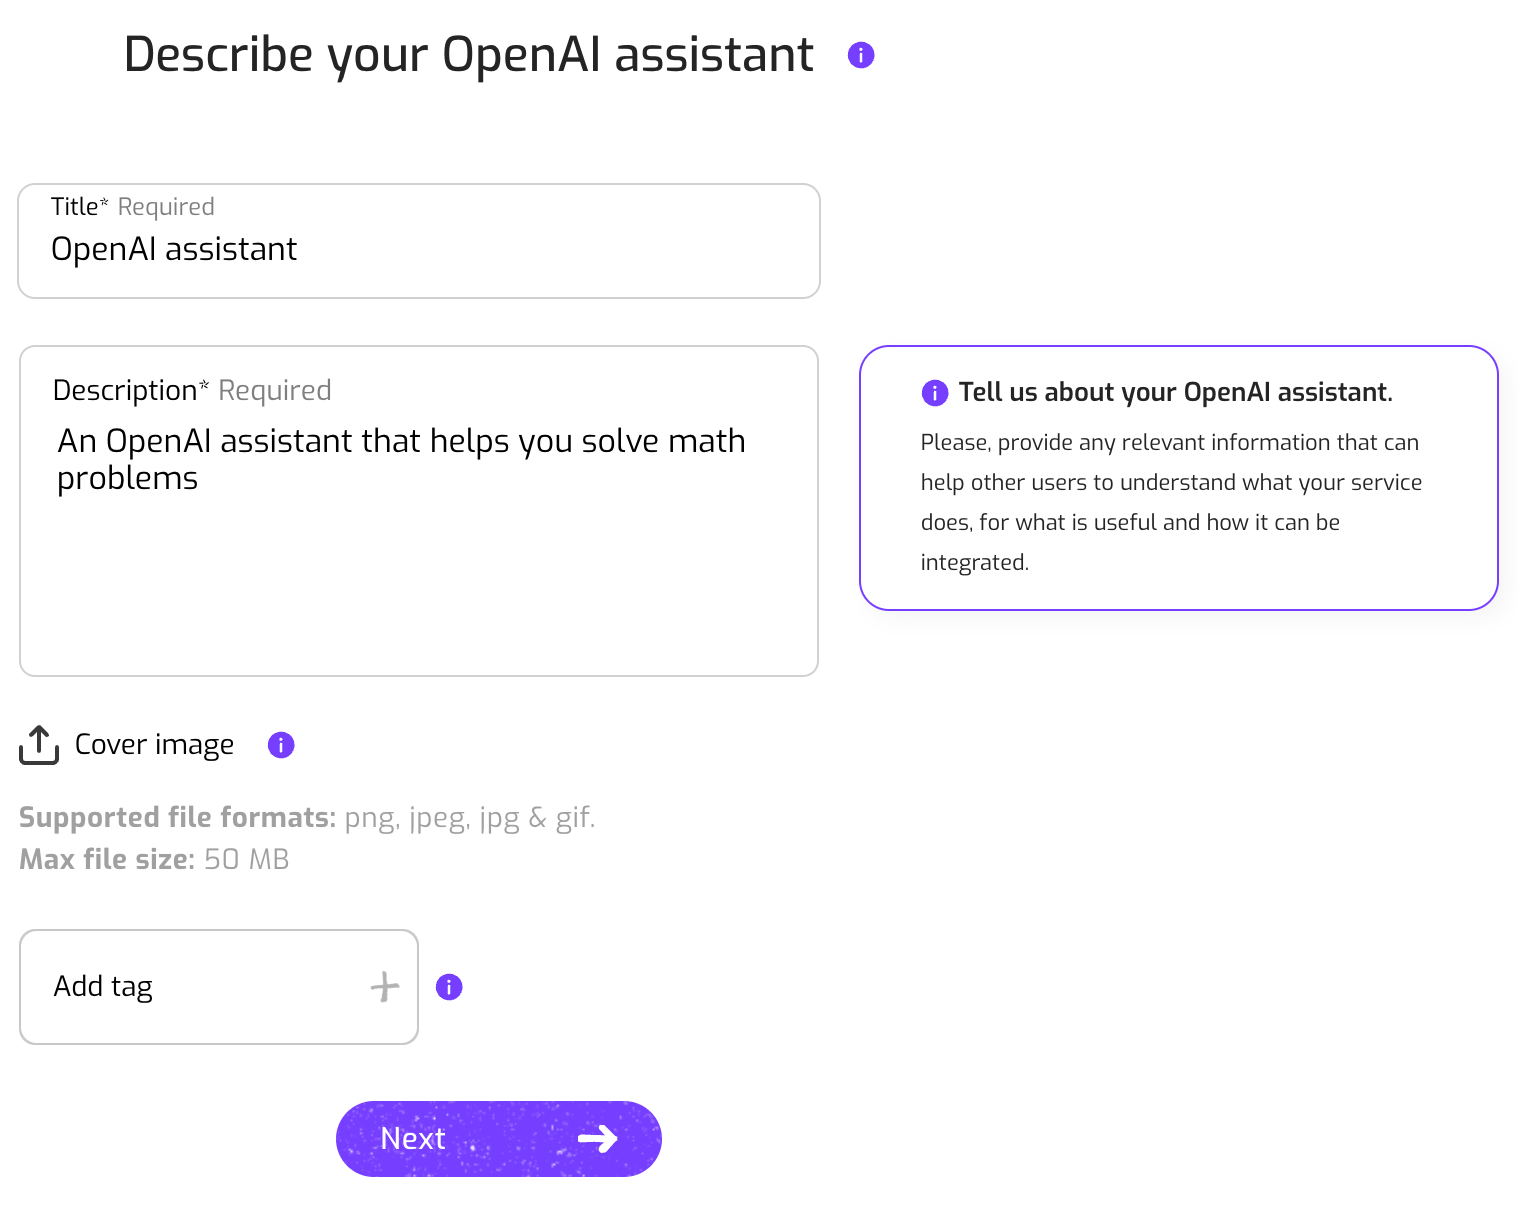 Describe your OpenAI assistant
Title* Required
OpenAI assistant
Description* Required
An OpenAI assistant that helps you solve math
problems
Tell us about your OpenAI assistant.
Please, provide any relevant information that can
help other users to understand what your service
does, for what is useful and how it can be
integrated.
Cover image
Supported file formats: png, jpeg, jpg & gif.
Max file size: 50 MB
Add tag
Next